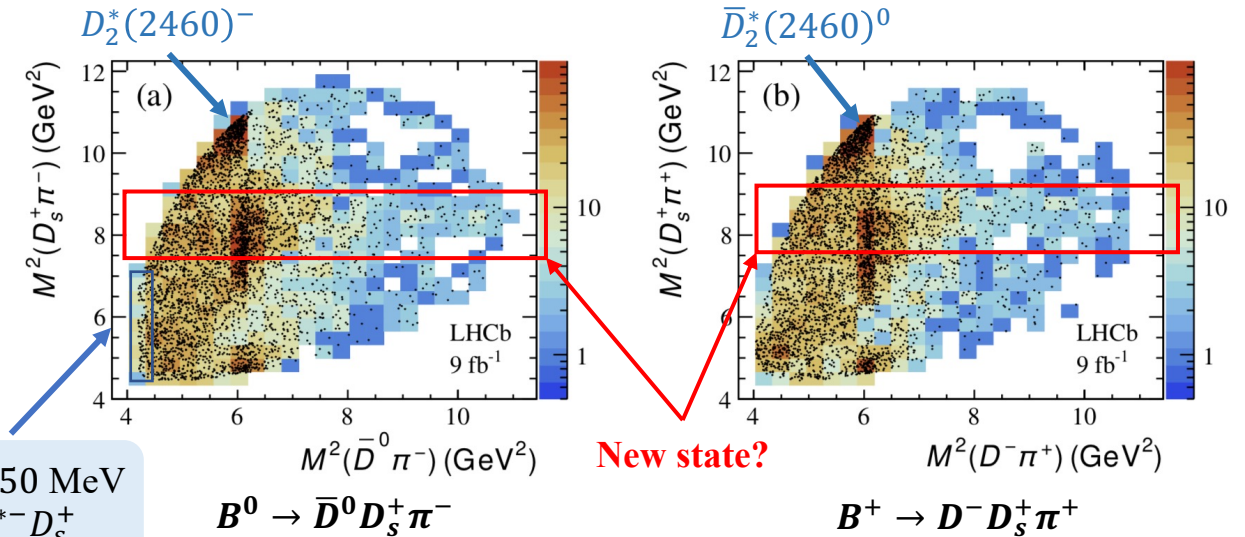 D₂*(2460)⁻
D̅₂*(2460)⁰
(a)
M²(Dₛ⁺π⁻) (GeV²)
12
10
8
6
4
4 6 8 10
M²(D̅⁰π⁻) (GeV²)
LHCb
9 fb⁻¹
10
1
(b)
M²(Dₛ⁺π⁺) (GeV²)
12
10
8
6
4
4 6 8 10
M²(D⁻π⁺) (GeV²)
LHCb
9 fb⁻¹
10
1
New state?
50 MeV
*⁻Dₛ⁺
B⁰ → D̅⁰Dₛ⁺π⁻
B⁺ → D⁻Dₛ⁺π⁺